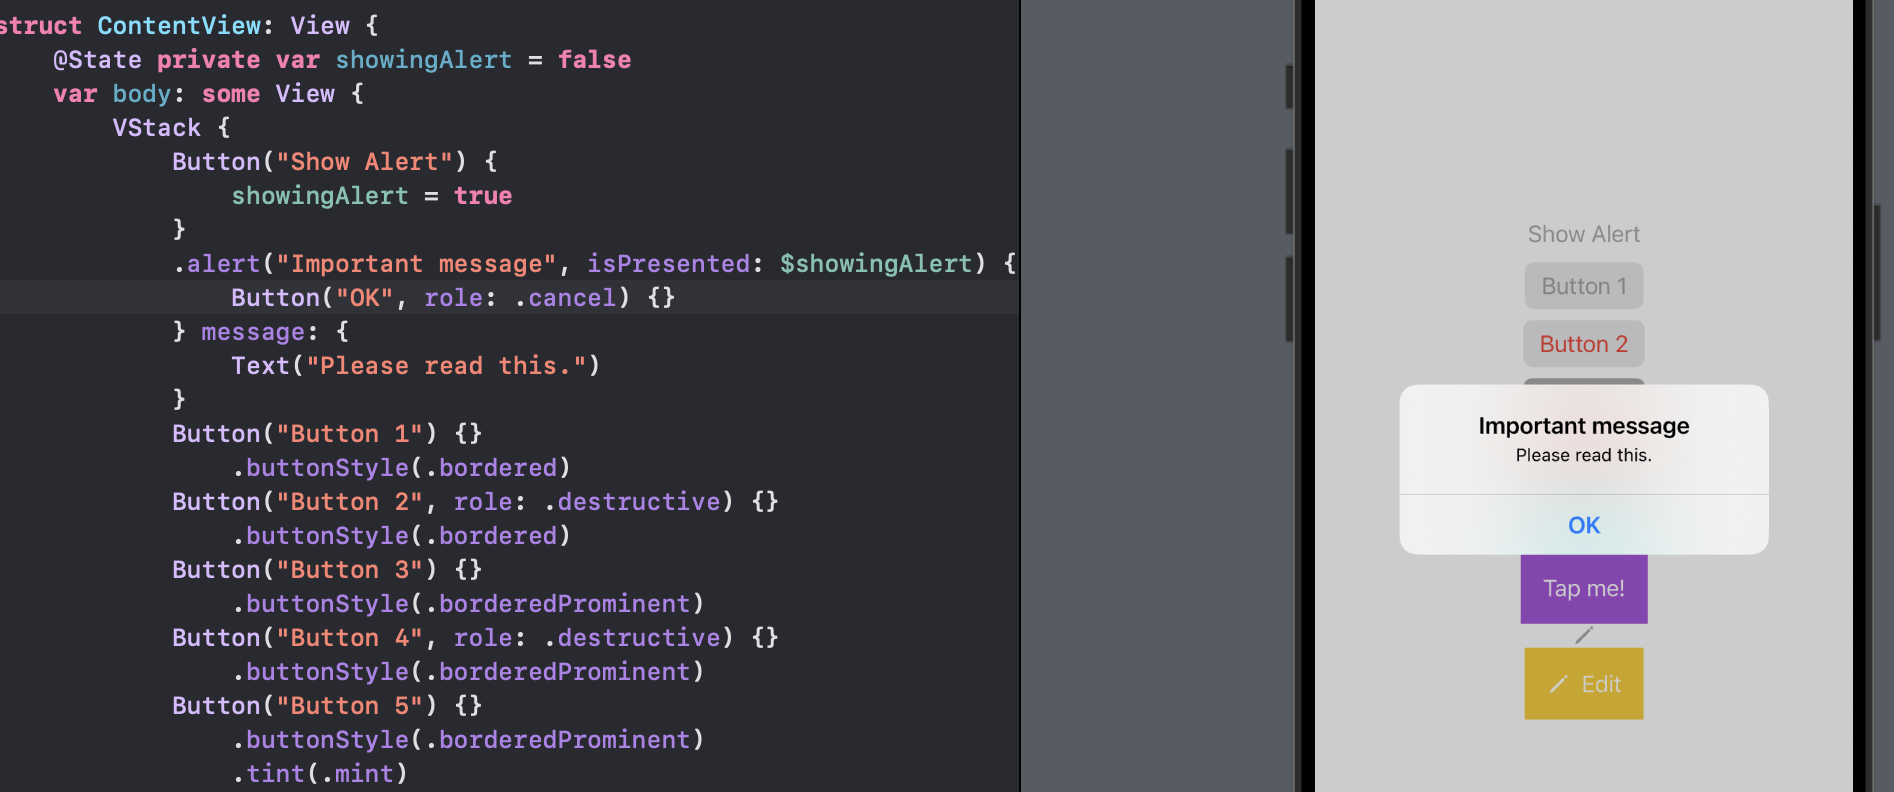 struct ContentView: View {
@State private var showingAlert = false
var body: some View {
VStack {
Button("Show Alert") {
showingAlert = true
}
.alert("Important message", isPresented: $showingAlert) {
Button("OK", role: .cancel) {}
} message: {
Text("Please read this.")
}
Button("Button 1") {}
.buttonStyle(.bordered)
Button("Button 2", role: .destructive) {}
.buttonStyle(.bordered)
Button("Button 3") {}
.buttonStyle(.borderedProminent)
Button("Button 4", role: .destructive) {}
.buttonStyle(.borderedProminent)
Button("Button 5") {}
.buttonStyle(.borderedProminent)
.tint(.mint)
Show Alert
Button 1
Button 2
Important message
Please read this.
OK
Tap me!
Edit